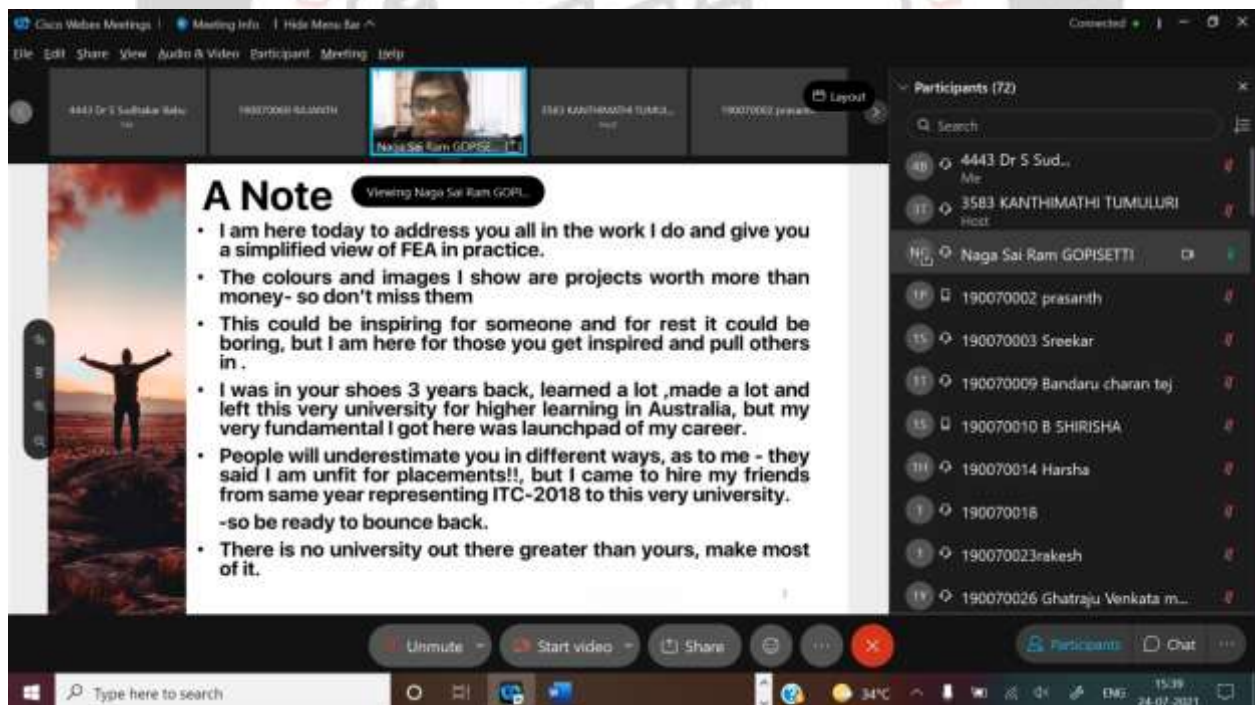 Cisco Webex Meetings
Meeting Info
Hide Menu Bar
Connected
File Edit Share View Audio & Video Participant Meeting Help
4443 Dr S Sudhakar Babu
190070069 RAJANTH
Naga Sai Ram GOPISE...
3583 KANTHIMATHI TUMUL...
Host
190070002 prasanth
Layout
Viewing Naga Sai Ram GOPI...
A Note
• I am here today to address you all in the work I do and give you
a simplified view of FEA in practice.
• The colours and images I show are projects worth more than
money- so don't miss them
• This could be inspiring for someone and for rest it could be
boring, but I am here for those you get inspired and pull others
in .
• I was in your shoes 3 years back, learned a lot ,made a lot and
left this very university for higher learning in Australia, but my
very fundamental I got here was launchpad of my career.
• People will underestimate you in different ways, as to me - they
said I am unfit for placements!!, but I came to hire my friends
from same year representing ITC-2018 to this very university.
-so be ready to bounce back.
• There is no university out there greater than yours, make most
of it.
Participants (72)
Search
4443 Dr S Sud...
Me
3583 KANTHIMATHI TUMULURI
Host
Naga Sai Ram GOPISETTI
190070002 prasanth
190070003 Sreekar
190070009 Bandaru charan tej
190070010 B SHIRISHA
190070014 Harsha
190070018
190070023rakesh
190070026 Ghatraju Venkata m...
Unmute
Start video
Share
Participants
Chat
Type here to search
34°C
ENG
15:39
24-07-2021